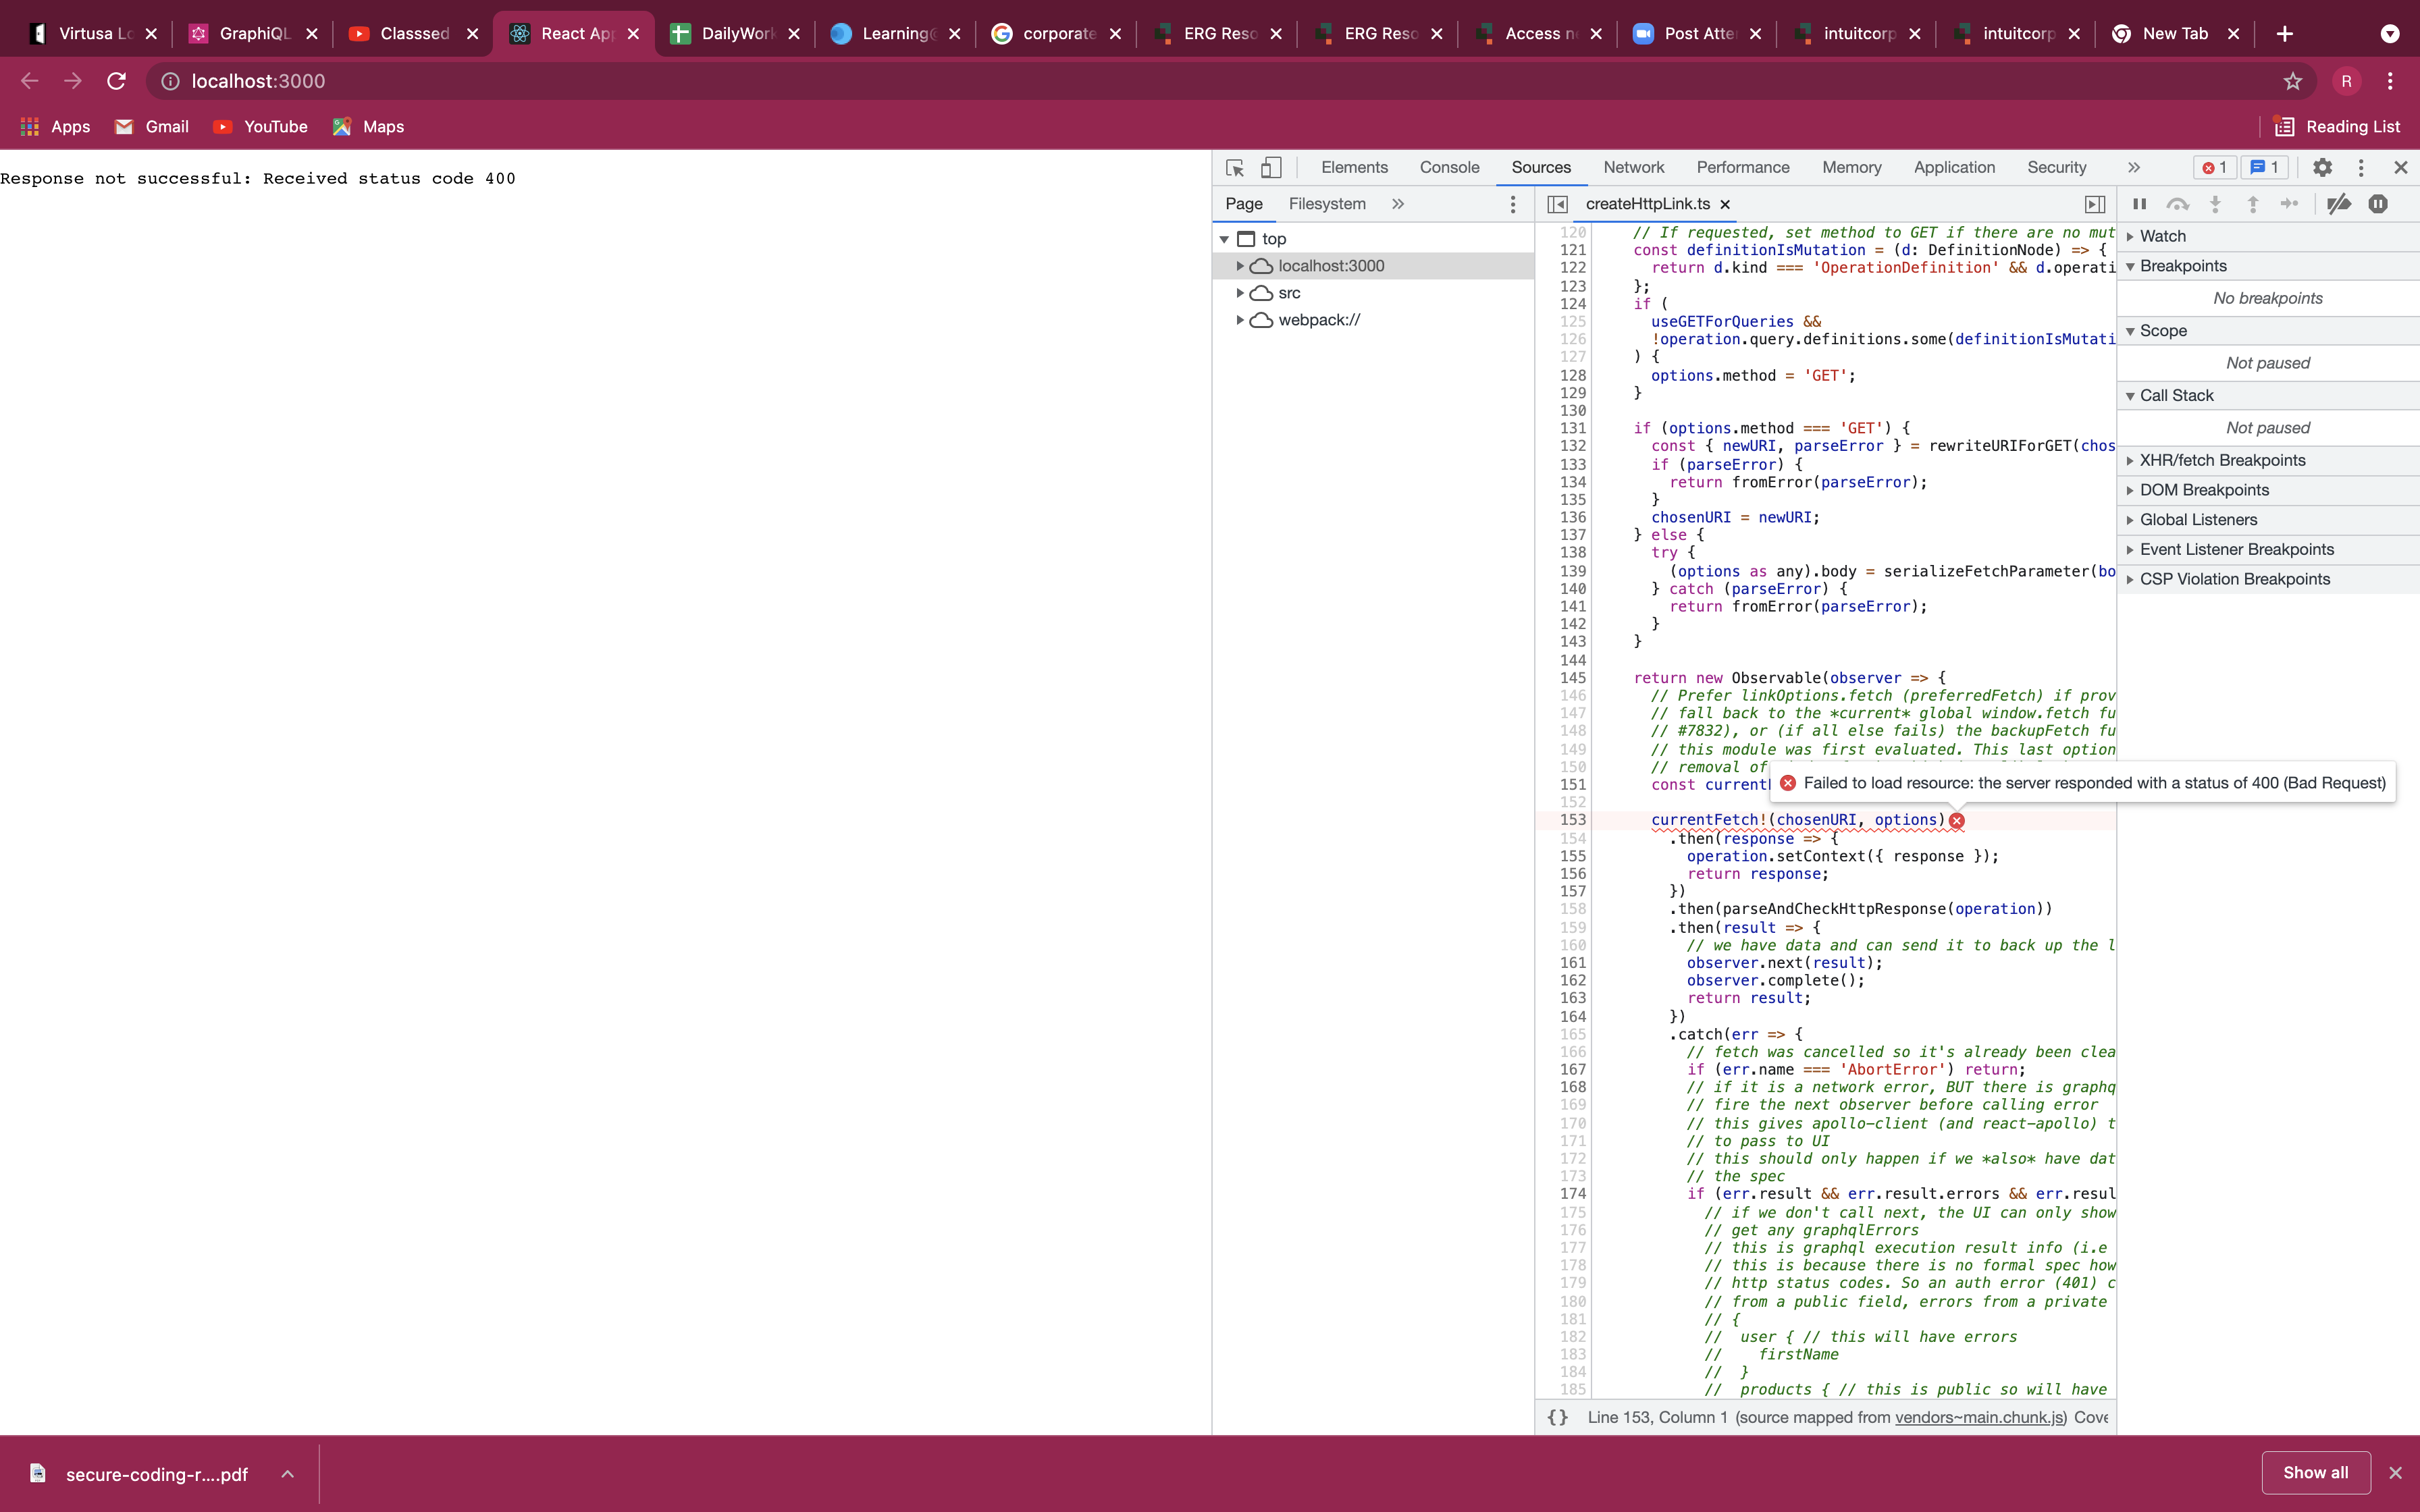 Virtusa Lo
GraphiQL
Classsed
React App
DailyWork
Learning@
corporate
ERG Reso
ERG Reso
Access n
Post Atte
intuitcorp
intuitcorp
New Tab
localhost:3000
R
Apps
Gmail
YouTube
Maps
Reading List
Response not successful: Received status code 400
Elements Console Sources Network Performance Memory Application Security
1 1
Page Filesystem
top
localhost:3000
src
webpack://
createHttpLink.ts
120 // If requested, set method to GET if there are no mut
121 const definitionIsMutation = (d: DefinitionNode) => {
122 return d.kind === 'OperationDefinition' && d.operati
123 };
124 if (
125 useGETForQueries &&
126 !operation.query.definitions.some(definitionIsMutati
127 ) {
128 options.method = 'GET';
129 }
130
131 if (options.method === 'GET') {
132 const { newURI, parseError } = rewriteURIForGET(chos
133 if (parseError) {
134 return fromError(parseError);
135 }
136 chosenURI = newURI;
137 } else {
138 try {
139 (options as any).body = serializeFetchParameter(bo
140 } catch (parseError) {
141 return fromError(parseError);
142 }
143 }
144
145 return new Observable(observer => {
146 // Prefer linkOptions.fetch (preferredFetch) if prov
147 // fall back to the *current* global window.fetch fu
148 // #7832), or (if all else fails) the backupFetch fu
149 // this module was first evaluated. This last option
150 // removal of
151 const current
Failed to load resource: the server responded with a status of 400 (Bad Request)
152
153 currentFetch!(chosenURI, options)
154 .then(response => {
155 operation.setContext({ response });
156 return response;
157 })
158 .then(parseAndCheckHttpResponse(operation))
159 .then(result => {
160 // we have data and can send it to back up the l
161 observer.next(result);
162 observer.complete();
163 return result;
164 })
165 .catch(err => {
166 // fetch was cancelled so it's already been clea
167 if (err.name === 'AbortError') return;
168 // if it is a network error, BUT there is graphq
169 // fire the next observer before calling error
170 // this gives apollo-client (and react-apollo) t
171 // to pass to UI
172 // this should only happen if we *also* have dat
173 // the spec
174 if (err.result && err.result.errors && err.resul
175 // if we don't call next, the UI can only show
176 // get any graphqlErrors
177 // this is graphql execution result info (i.e
178 // this is because there is no formal spec how
179 // http status codes. So an auth error (401) c
180 // from a public field, errors from a private
181 // {
182 // user { // this will have errors
183 // firstName
184 // }
185 // products { // this is public so will have
{} Line 153, Column 1 (source mapped from vendors~main.chunk.js) Cove
Watch
Breakpoints
No breakpoints
Scope
Not paused
Call Stack
Not paused
XHR/fetch Breakpoints
DOM Breakpoints
Global Listeners
Event Listener Breakpoints
CSP Violation Breakpoints
secure-coding-r....pdf
Show all